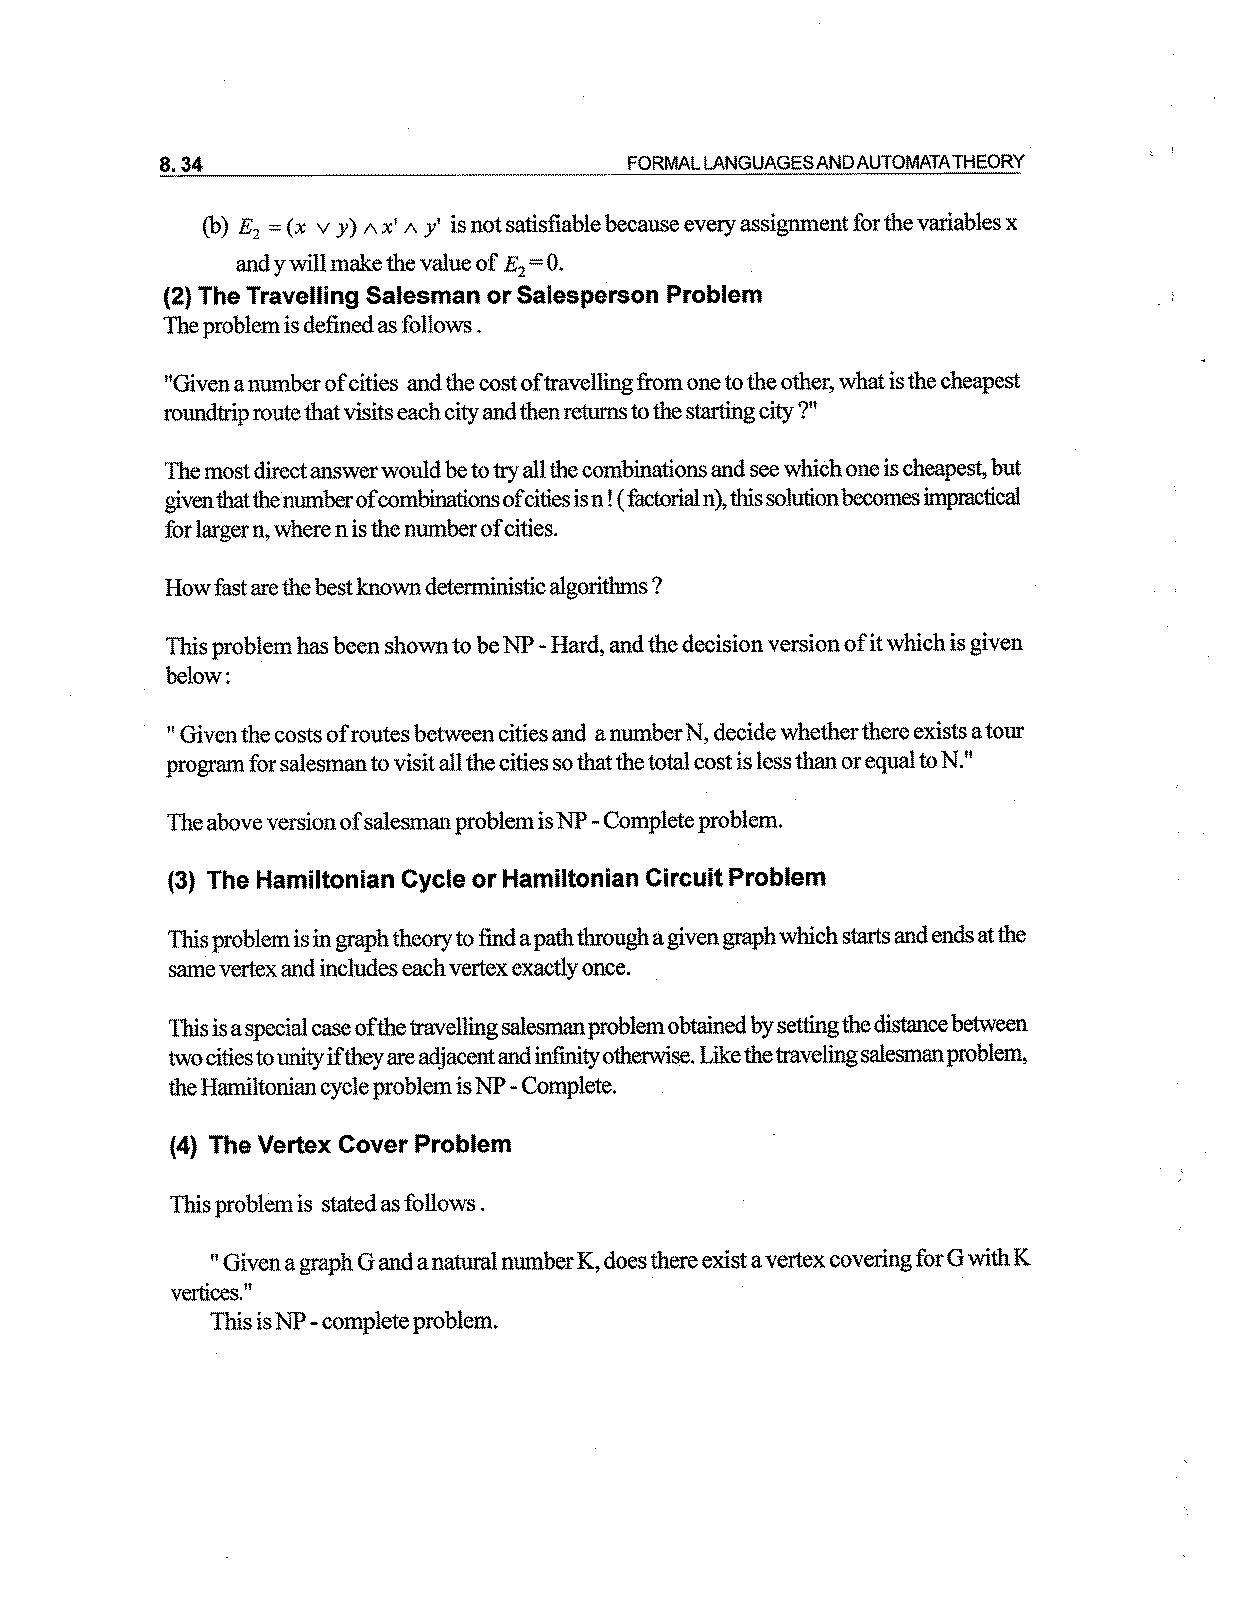 8.34 FORMAL LANGUAGES AND AUTOMATA THEORY
(b) E₂ = (x ∨ y) ∧ x' ∧ y' is not satisfiable because every assignment for the variables x
and y will make the value of E₂ = 0.
(2) The Travelling Salesman or Salesperson Problem
The problem is defined as follows .
"Given a number of cities and the cost of travelling from one to the other, what is the cheapest
roundtrip route that visits each city and then returns to the starting city ?"
The most direct answer would be to try all the combinations and see which one is cheapest, but
given that the number of combinations of cities is n ! ( factorial n), this solution becomes impractical
for larger n, where n is the number of cities.
How fast are the best known deterministic algorithms ?
This problem has been shown to be NP - Hard, and the decision version of it which is given
below :
" Given the costs of routes between cities and a number N, decide whether there exists a tour
program for salesman to visit all the cities so that the total cost is less than or equal to N."
The above version of salesman problem is NP - Complete problem.
(3) The Hamiltonian Cycle or Hamiltonian Circuit Problem
This problem is in graph theory to find a path through a given graph which starts and ends at the
same vertex and includes each vertex exactly once.
This is a special case of the travelling salesman problem obtained by setting the distance between
two cities to unity if they are adjacent and infinity otherwise. Like the traveling salesman problem,
the Hamiltonian cycle problem is NP - Complete.
(4) The Vertex Cover Problem
This problem is stated as follows .
" Given a graph G and a natural number K, does there exist a vertex covering for G with K
vertices."
This is NP - complete problem.